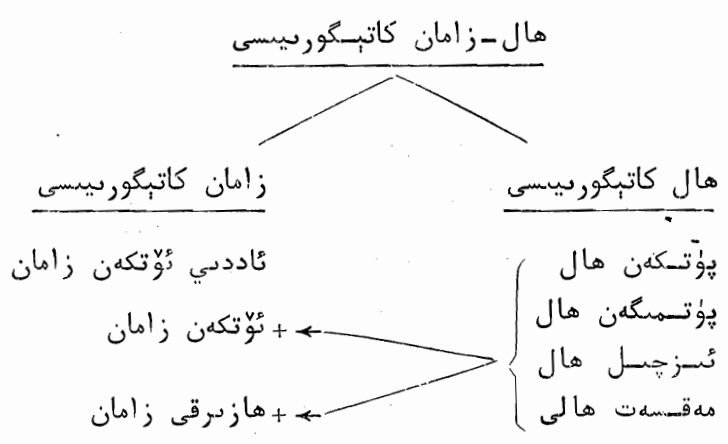 ھال-زامان كاتېگورىيىسى
ھال كاتېگورىيىسى
زامان كاتېگورىيىسى
پۈتكەن ھال
پۈتمىگەن ھال
ئىزچىل ھال
مەقسەت ھالى
ئاددىي ئۆتكەن زامان
+ ئۆتكەن زامان
+ ھازىرقى زامان